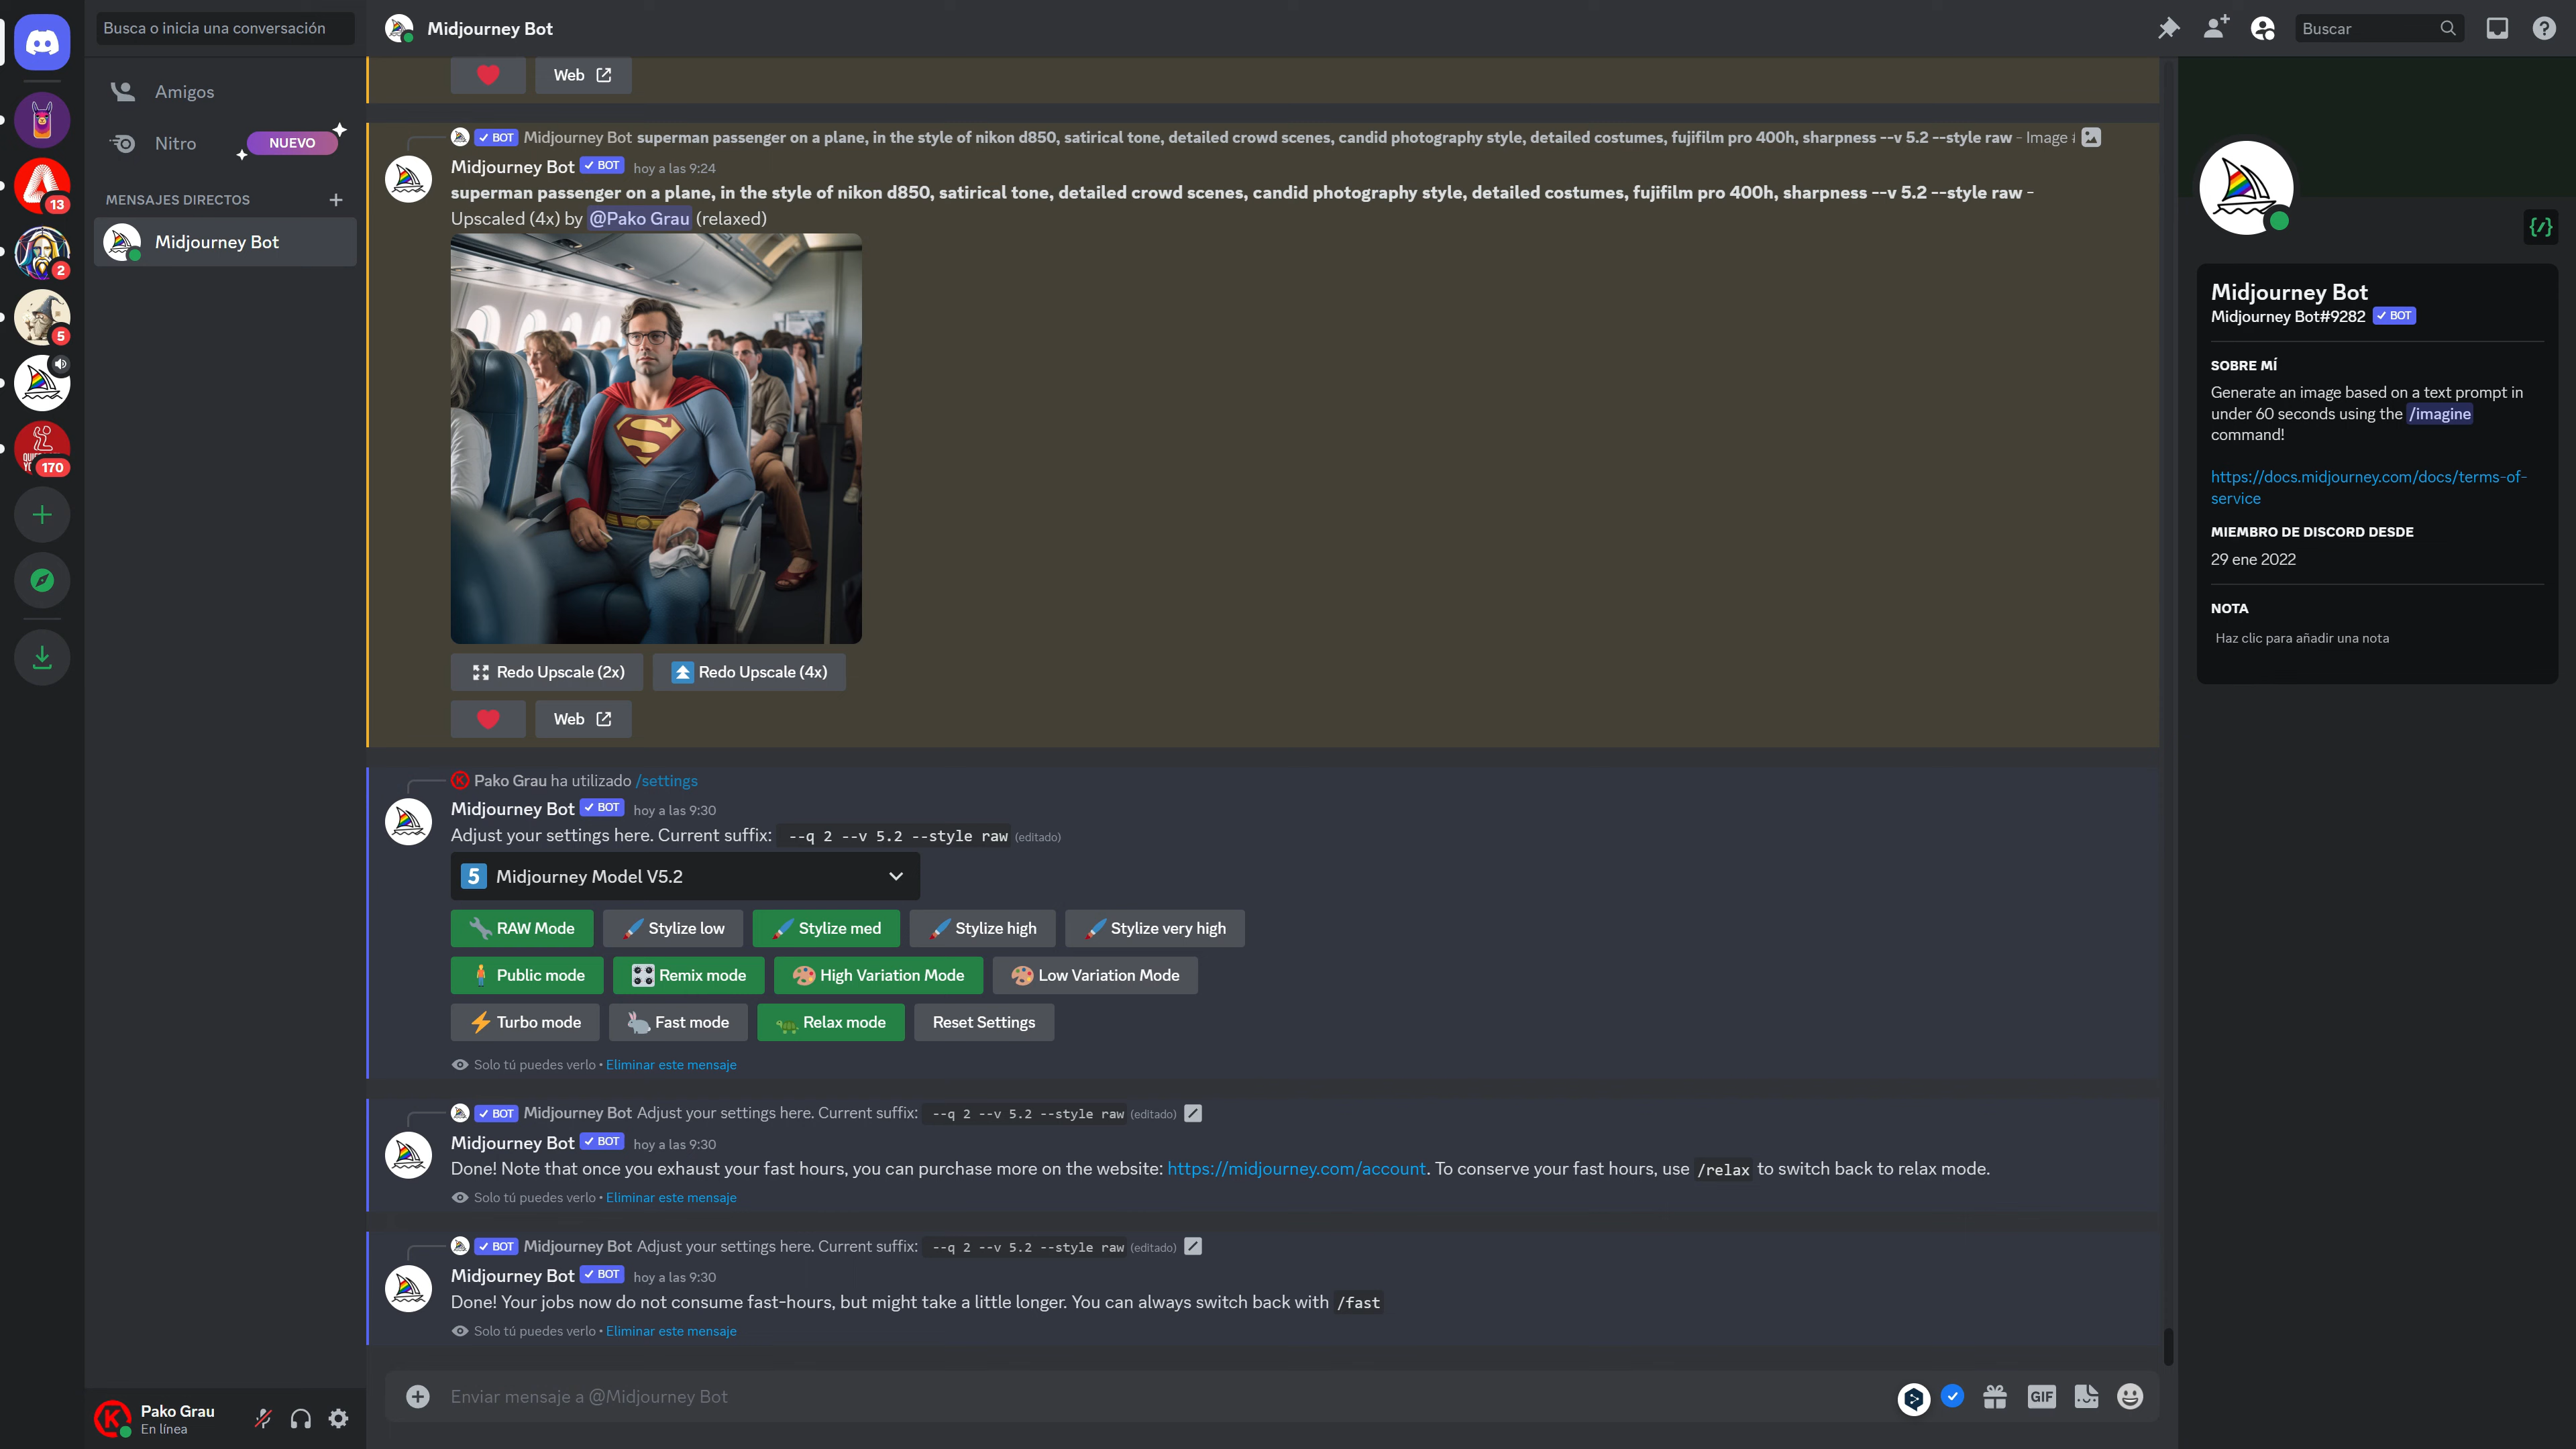 Busca o inicia una conversación
Amigos
Nitro
NUEVO
MENSAJES DIRECTOS
Midjourney Bot
13
2
5
170
Pako Grau
En línea
Midjourney Bot
Buscar
Web
BOT Midjourney Bot superman passenger on a plane, in the style of nikon d850, satirical tone, detailed crowd scenes, candid photography style, detailed costumes, fujifilm pro 400h, sharpness --v 5.2 --style raw - Image
Midjourney Bot BOT hoy a las 9:24
superman passenger on a plane, in the style of nikon d850, satirical tone, detailed crowd scenes, candid photography style, detailed costumes, fujifilm pro 400h, sharpness --v 5.2 --style raw -
Upscaled (4x) by @Pako Grau (relaxed)
S
Redo Upscale (2x) Redo Upscale (4x)
Web
Pako Grau ha utilizado /settings
Midjourney Bot BOT hoy a las 9:30
Adjust your settings here. Current suffix: --q 2 --v 5.2 --style raw (editado)
5 Midjourney Model V5.2
RAW Mode Stylize low Stylize med Stylize high Stylize very high
Public mode Remix mode High Variation Mode Low Variation Mode
Turbo mode Fast mode Relax mode Reset Settings
Solo tú puedes verlo • Eliminar este mensaje
BOT Midjourney Bot Adjust your settings here. Current suffix: --q 2 --v 5.2 --style raw (editado)
Midjourney Bot BOT hoy a las 9:30
Done! Note that once you exhaust your fast hours, you can purchase more on the website: https://midjourney.com/account. To conserve your fast hours, use /relax to switch back to relax mode.
Solo tú puedes verlo • Eliminar este mensaje
BOT Midjourney Bot Adjust your settings here. Current suffix: --q 2 --v 5.2 --style raw (editado)
Midjourney Bot BOT hoy a las 9:30
Done! Your jobs now do not consume fast-hours, but might take a little longer. You can always switch back with /fast
Solo tú puedes verlo • Eliminar este mensaje
Enviar mensaje a @Midjourney Bot
GIF
Midjourney Bot
Midjourney Bot#9282 BOT
SOBRE MÍ
Generate an image based on a text prompt in
under 60 seconds using the /imagine
command!
https://docs.midjourney.com/docs/terms-of-
service
MIEMBRO DE DISCORD DESDE
29 ene 2022
NOTA
Haz clic para añadir una nota